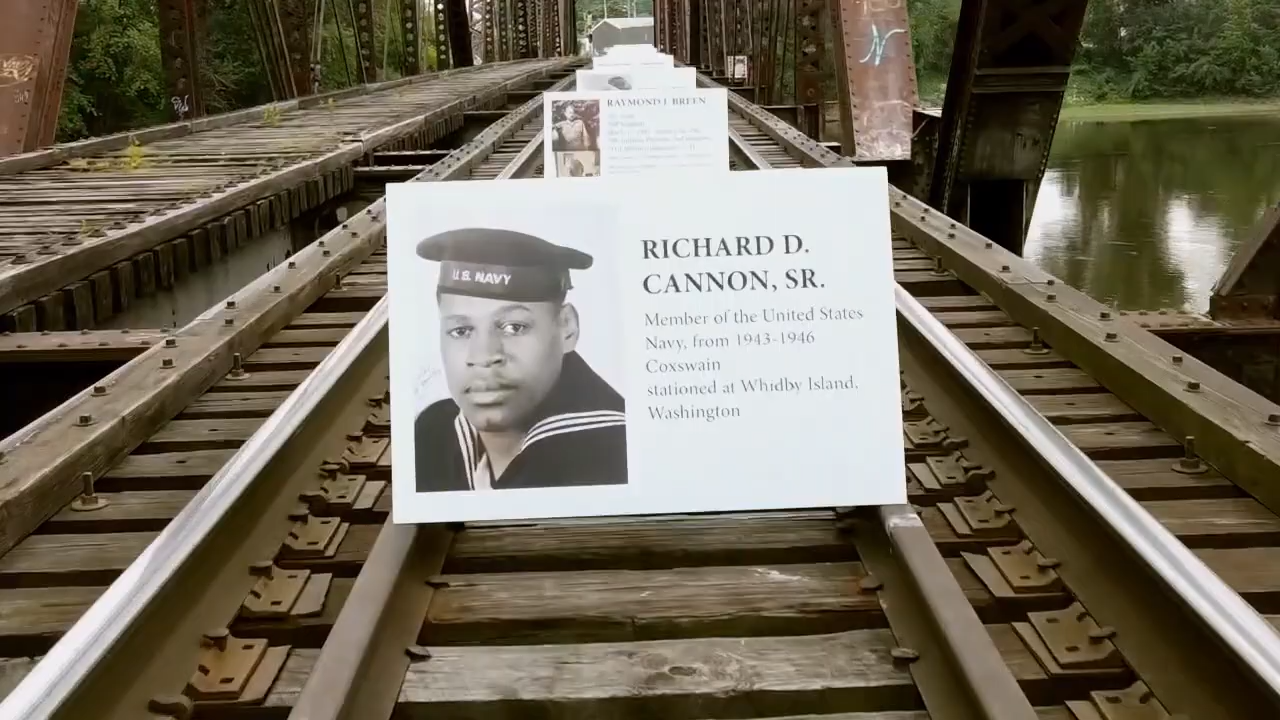 RAYMOND J. BREEN
U.S. NAVY
RICHARD D.
CANNON, SR.
Member of the United States
Navy, from 1943-1946
Coxswain
stationed at Whidby Island,
Washington